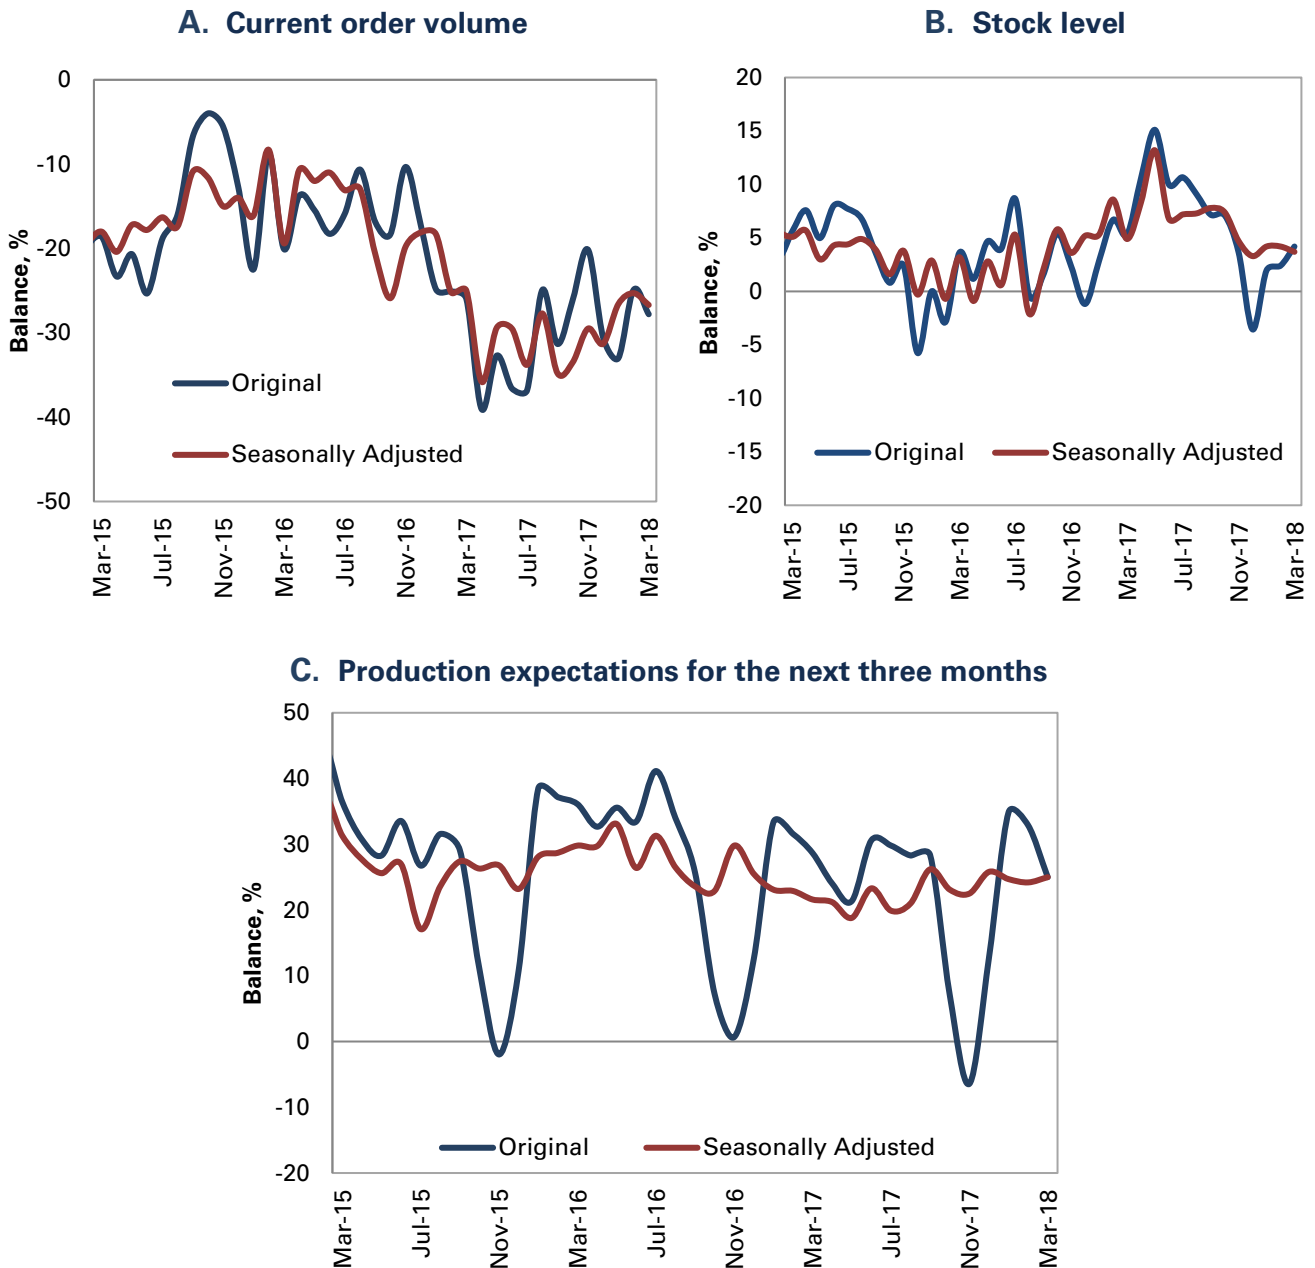 A. Current order volume
0
-10
-20
-30
-40
-50
Balance, %
Original
Seasonally Adjusted
Mar-15
Jul-15
Nov-15
Mar-16
Jul-16
Nov-16
Mar-17
Jul-17
Nov-17
Mar-18
B. Stock level
20
15
10
5
0
-5
-10
-15
-20
Balance, %
Original
Seasonally Adjusted
Mar-15
Jul-15
Nov-15
Mar-16
Jul-16
Nov-16
Mar-17
Jul-17
Nov-17
Mar-18
C. Production expectations for the next three months
50
40
30
20
10
0
-10
-20
Balance, %
Original
Seasonally Adjusted
Mar-15
Jul-15
Nov-15
Mar-16
Jul-16
Nov-16
Mar-17
Jul-17
Nov-17
Mar-18